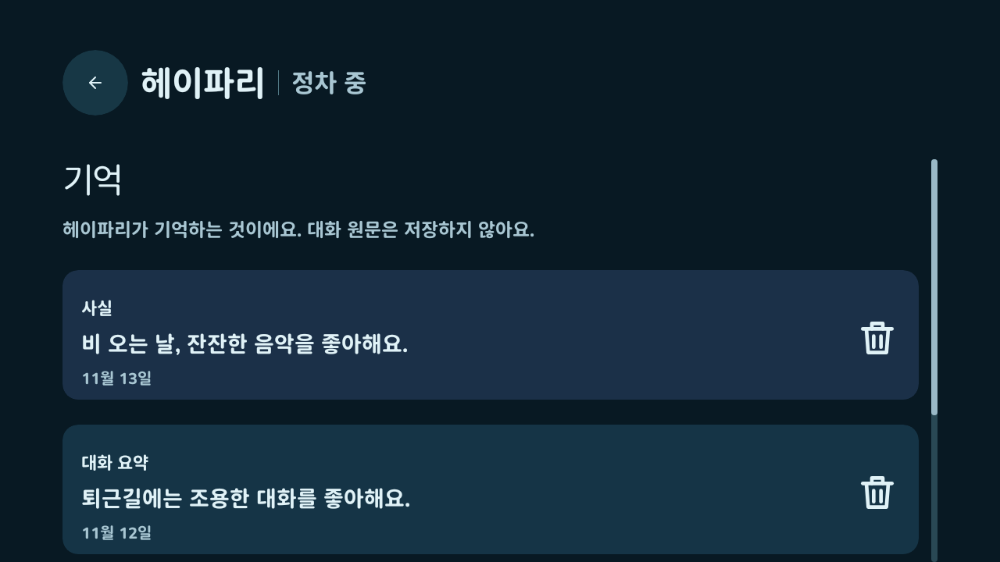 헤이파리 정차 중
기억
헤이파리가 기억하는 것이에요. 대화 원문은 저장하지 않아요.
사실
비 오는 날, 잔잔한 음악을 좋아해요.
11월 13일
대화 요약
퇴근길에는 조용한 대화를 좋아해요.
11월 12일